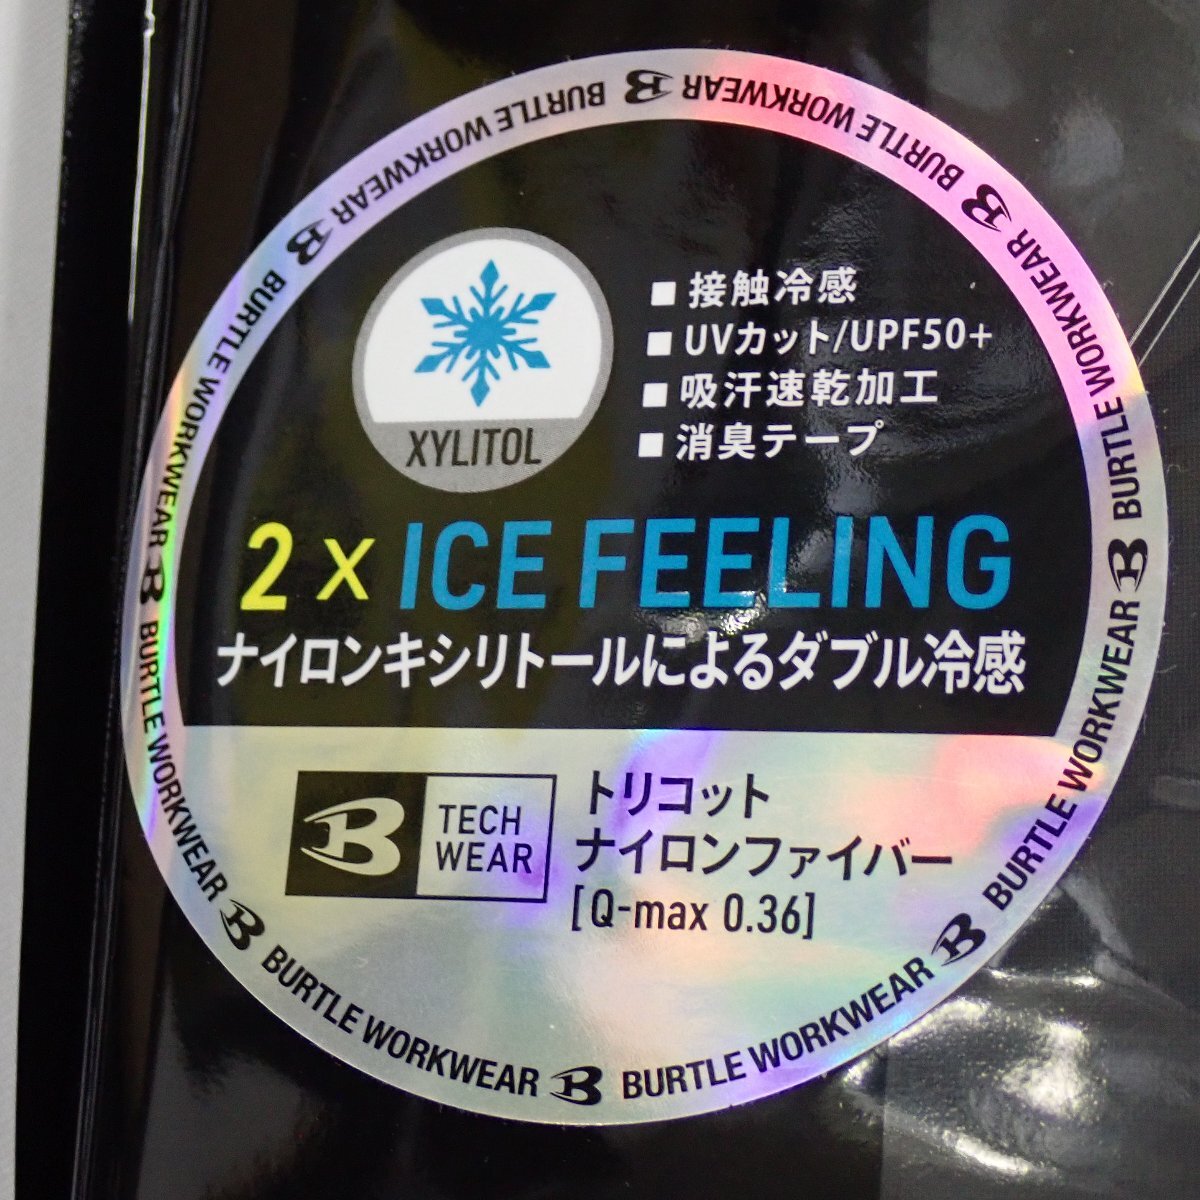 XYLITOL
■ 接触冷感
■ UVカット/UPF50+
■ 吸汗速乾加工
■ 消臭テープ
2 x ICE FEELING
ナイロンキシリトールによるダブル冷感
B TECH
WEAR
トリコット
ナイロンファイバー
[Q-max 0.36]
BURTLE WORKWEAR B BURTLE WORKWEAR B BURTLE WORKWEAR B BURTLE WORKWEAR B BURTLE WORKWEAR B BURTLE WORKWEAR B BURTLE WORKWEAR B BURTLE WORKWEAR B